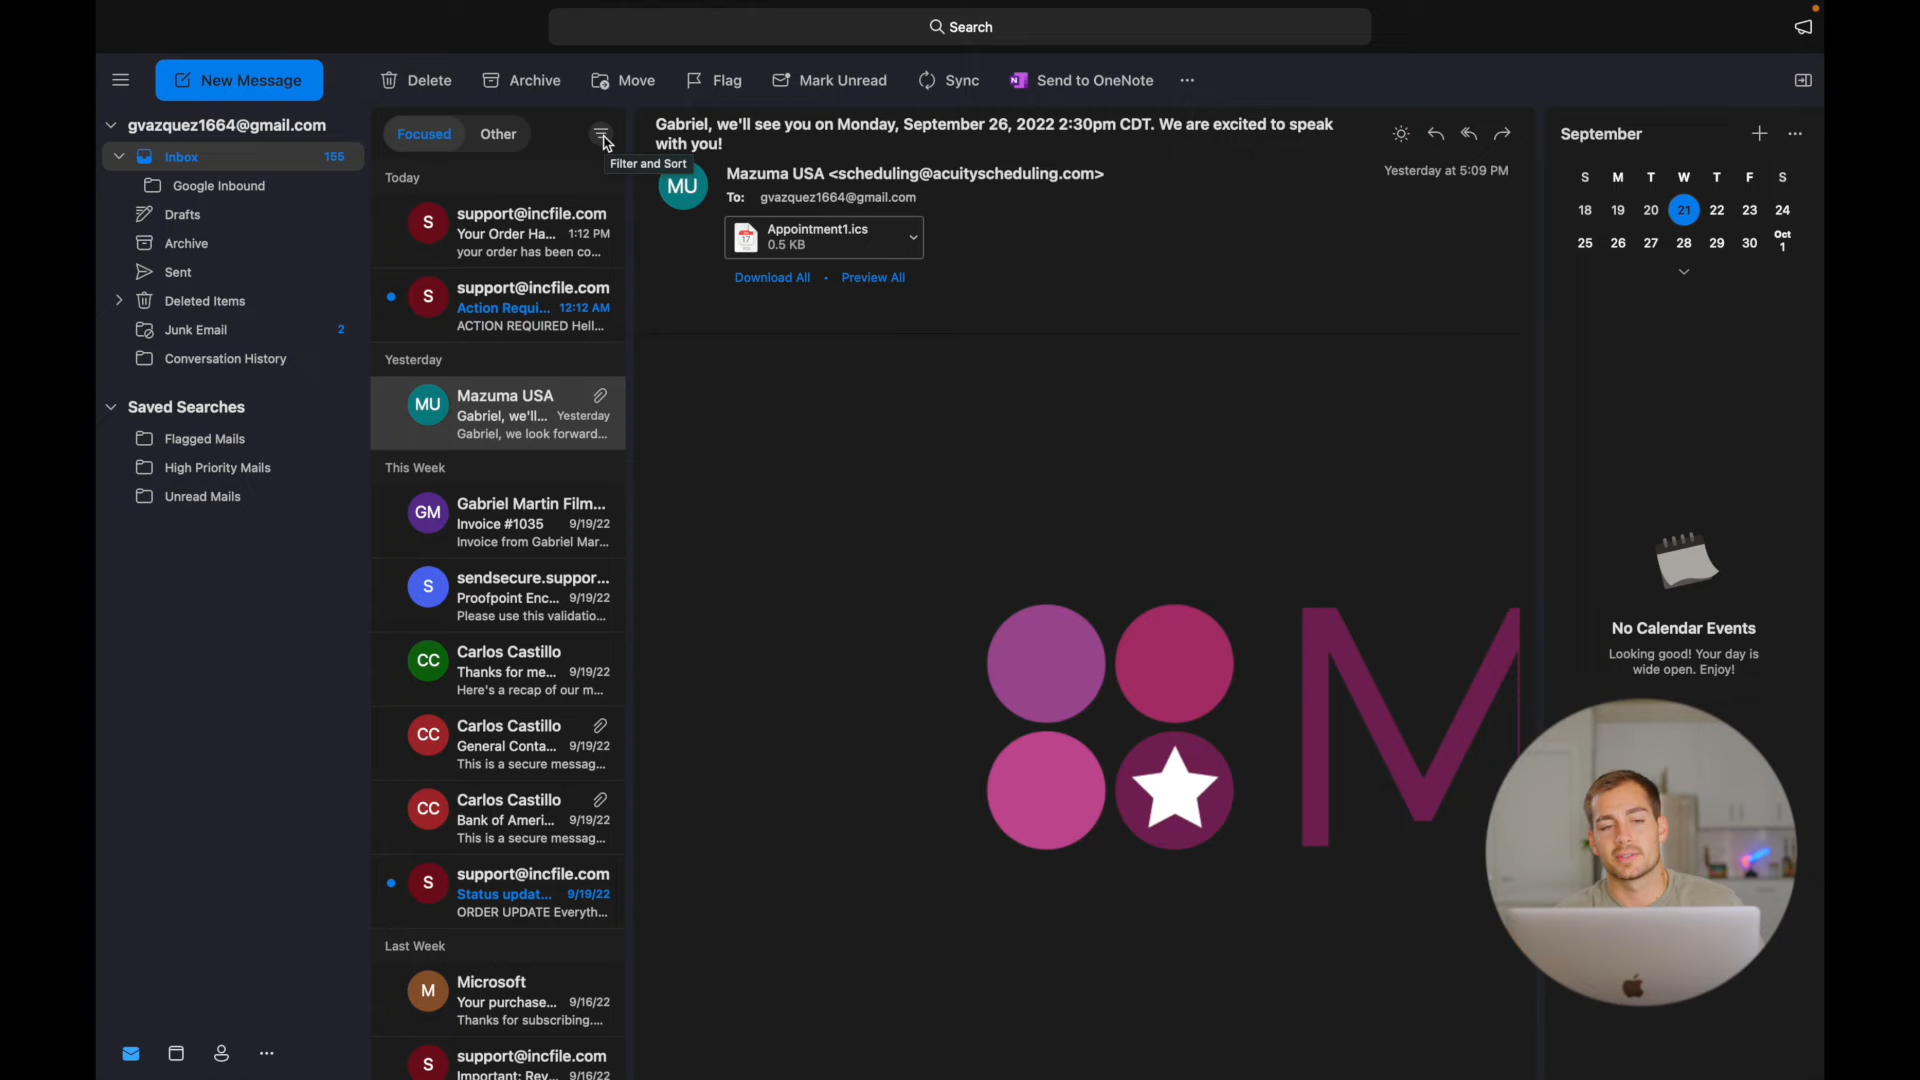 Search
New Message
Delete
Archive
Move
Flag
Mark Unread
Sync
Send to OneNote
gvazquez1664@gmail.com
Inbox 155
Google Inbound
Drafts
Archive
Sent
Deleted Items
Junk Email 2
Conversation History
Saved Searches
Flagged Mails
High Priority Mails
Unread Mails
Focused Other
Filter and Sort
Today
S
support@incfile.com
Your Order Ha... 1:12 PM
your order has been co...
S
support@incfile.com
Action Requi... 12:12 AM
ACTION REQUIRED Hell...
Yesterday
MU
Mazuma USA
Gabriel, we'll... Yesterday
Gabriel, we look forward...
This Week
GM
Gabriel Martin Film...
Invoice #1035 9/19/22
Invoice from Gabriel Mar...
S
sendsecure.suppor...
Proofpoint Enc... 9/19/22
Please use this validatio...
CC
Carlos Castillo
Thanks for me... 9/19/22
Here's a recap of our m...
CC
Carlos Castillo
General Conta... 9/19/22
This is a secure messag...
CC
Carlos Castillo
Bank of Ameri... 9/19/22
This is a secure messag...
S
support@incfile.com
Status updat... 9/19/22
ORDER UPDATE Everyth...
Last Week
M
Microsoft
Your purchase... 9/16/22
Thanks for subscribing....
S
support@incfile.com
Important: Rev... 9/16/22
Gabriel, we'll see you on Monday, September 26, 2022 2:30pm CDT. We are excited to speak
with you!
MU
Mazuma USA <scheduling@acuityscheduling.com>
Yesterday at 5:09 PM
To: gvazquez1664@gmail.com
17
Appointment1.ics
0.5 KB
Download All • Preview All
M
September
S M T W T F S
18 19 20 21 22 23 24
25 26 27 28 29 30 Oct 1
No Calendar Events
Looking good! Your day is
wide open. Enjoy!